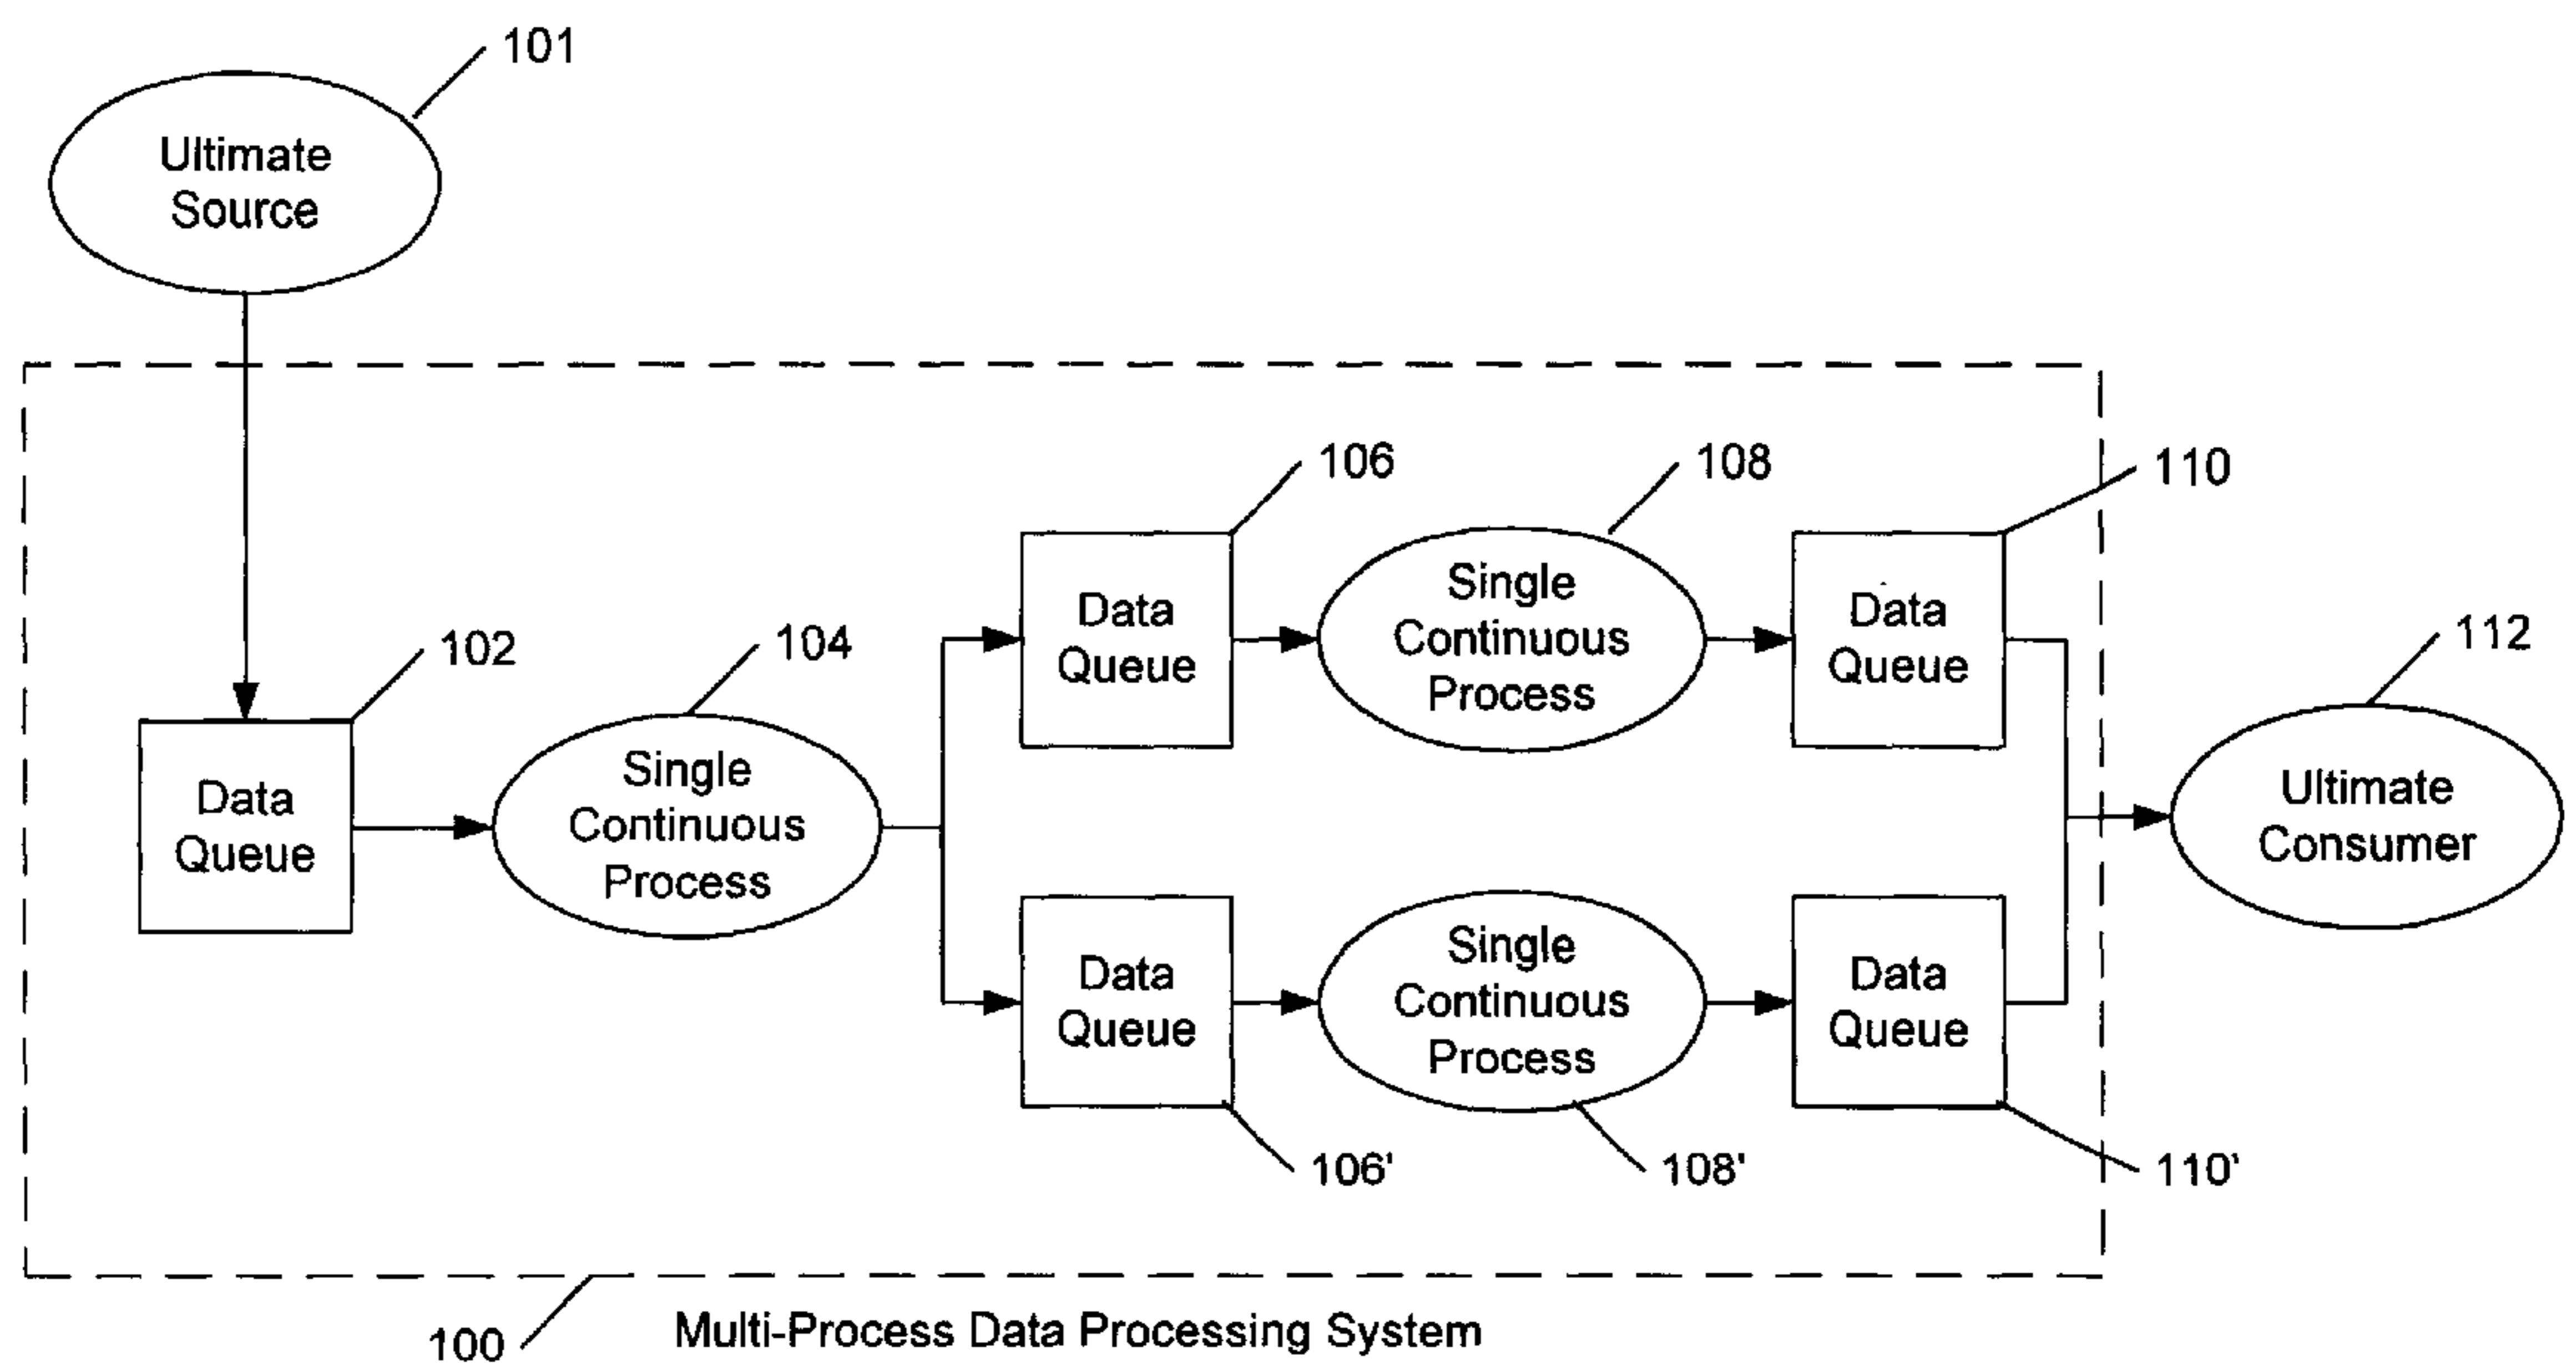 101
Ultimate
Source
106
108
110
102
104
112
Data
Queue
Single
Continuous
Process
Data
Queue
Single
Continuous
Process
Data
Queue
Data
Queue
Ultimate
Consumer
Data
Queue
Single
Continuous
Process
Data
Queue
106'
108'
110'
100
Multi-Process Data Processing System